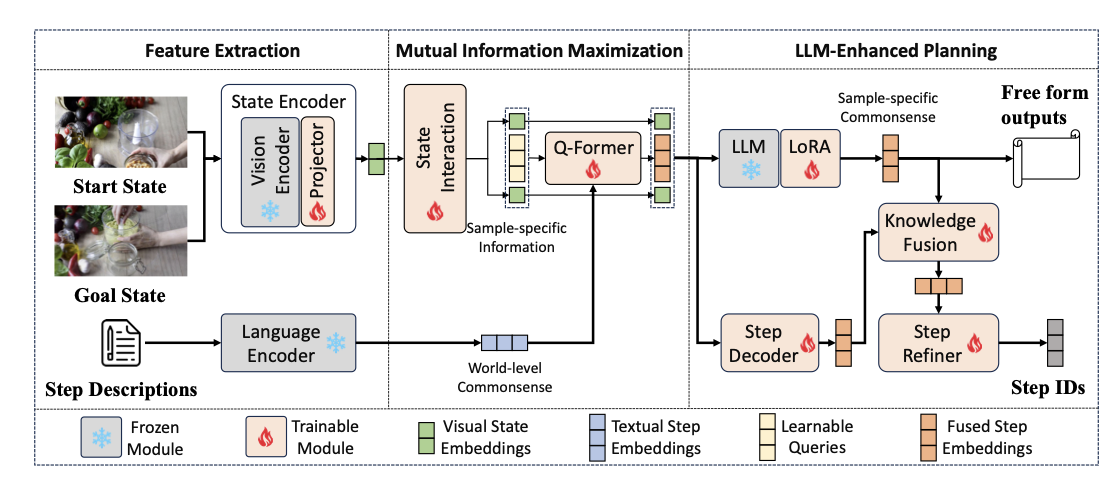 Feature Extraction
Mutual Information Maximization
LLM-Enhanced Planning
Start State
Goal State
Step Descriptions
State Encoder
Vision
Encoder
Projector
Language
Encoder
State
Interaction
Sample-specific
Information
Q-Former
World-level
Commonsense
LLM
LoRA
Sample-specific
Commonsense
Free form
outputs
Knowledge
Fusion
Step
Decoder
Step
Refiner
Step IDs
Frozen
Module
Trainable
Module
Visual State
Embeddings
Textual Step
Embeddings
Learnable
Queries
Fused Step
Embeddings